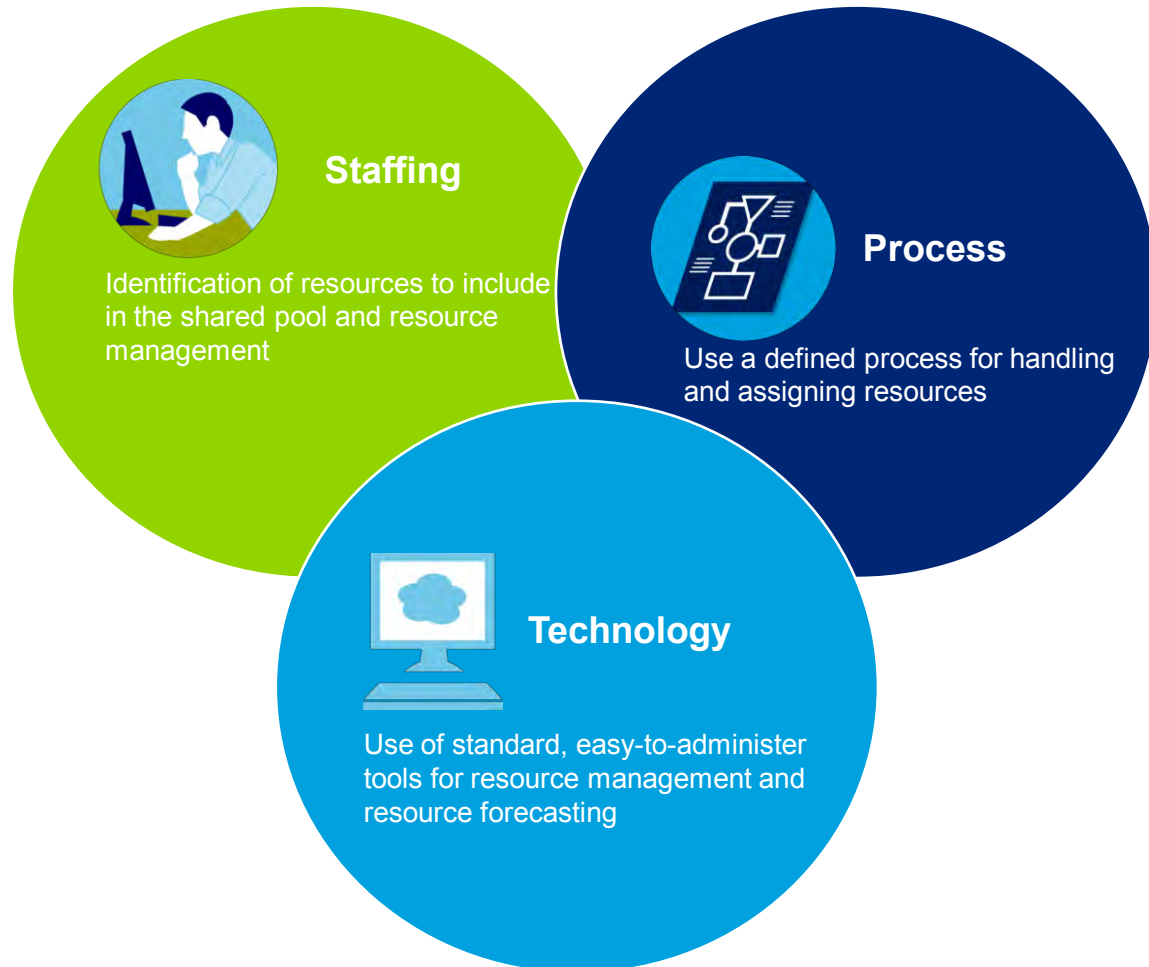 Staffing
Identification of resources to include
in the shared pool and resource
management
Process
Use a defined process for handling
and assigning resources
Technology
Use of standard, easy-to-administer
tools for resource management and
resource forecasting